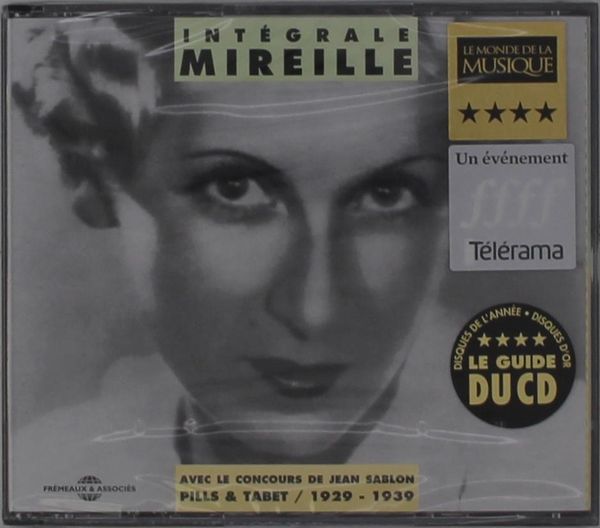 INTÉGRALE
MIREILLE
LE MONDE DE LA
MUSIQUE
Un événement
ffff
Télérama
DISQUES DE L'ANNÉE • DISQUES D'OR
LE GUIDE
DU CD
AVEC LE CONCOURS DE JEAN SABLON
PILLS & TABET / 1929 - 1939
FRÉMEAUX & ASSOCIÉS